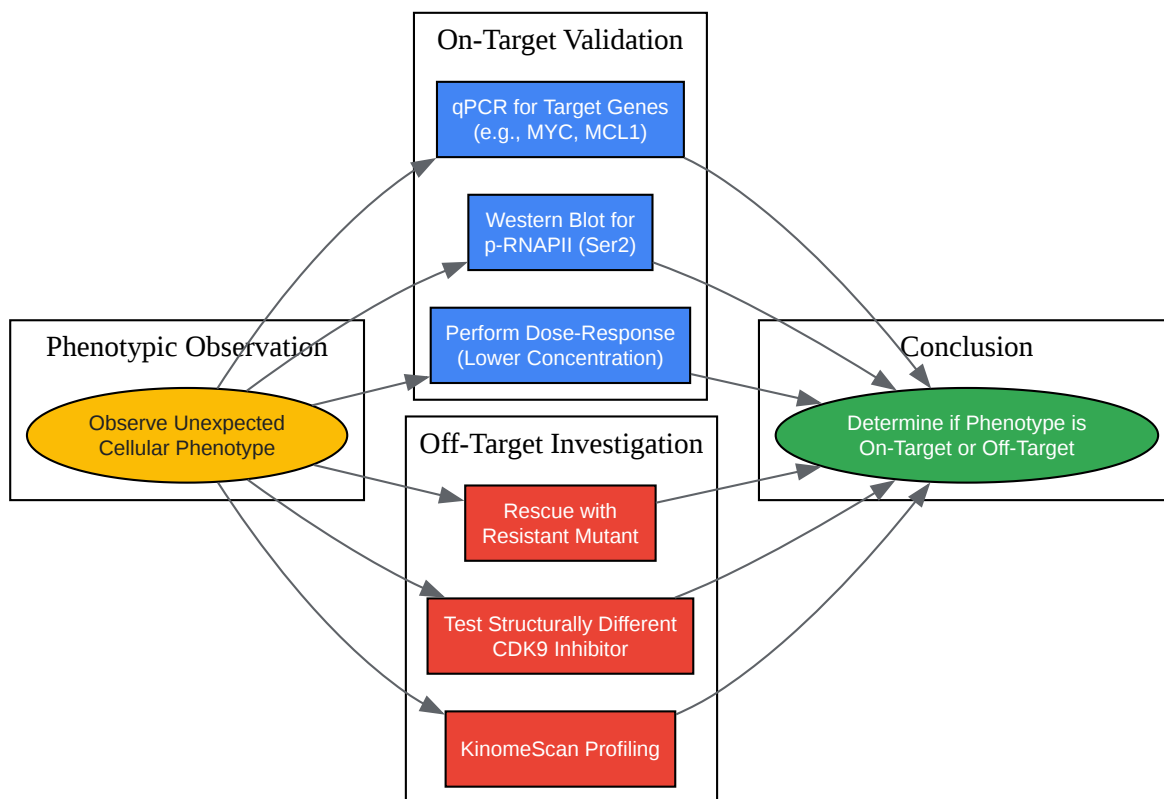 On-Target Validation
qPCR for Target Genes
(e.g., MYC, MCL1)
Western Blot for
p-RNAPII (Ser2)
Perform Dose-Response
(Lower Concentration)
Phenotypic Observation
Observe Unexpected
Cellular Phenotype
Off-Target Investigation
Rescue with
Resistant Mutant
Test Structurally Different
CDK9 Inhibitor
KinomeScan Profiling
Conclusion
Determine if Phenotype is
On-Target or Off-Target